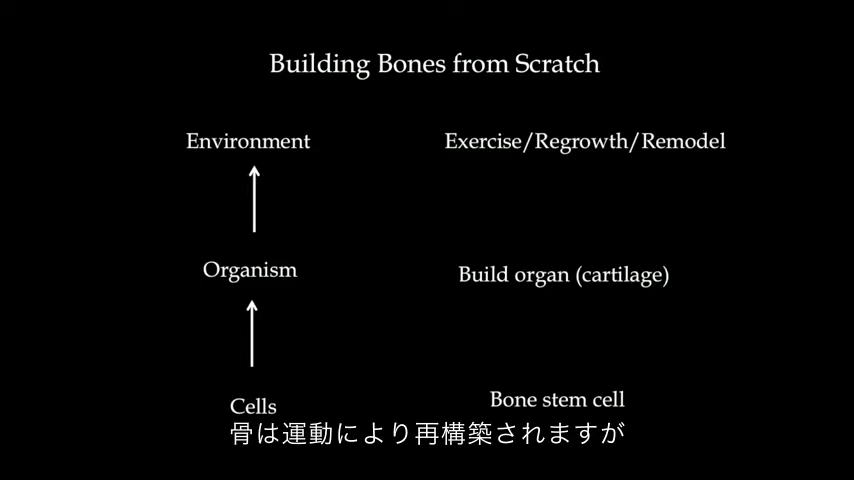 Building Bones from Scratch
Environment
Exercise/Regrowth/Remodel
Organism
Build organ (cartilage)
Cells
Bone stem cell
骨は運動により再構築されますが